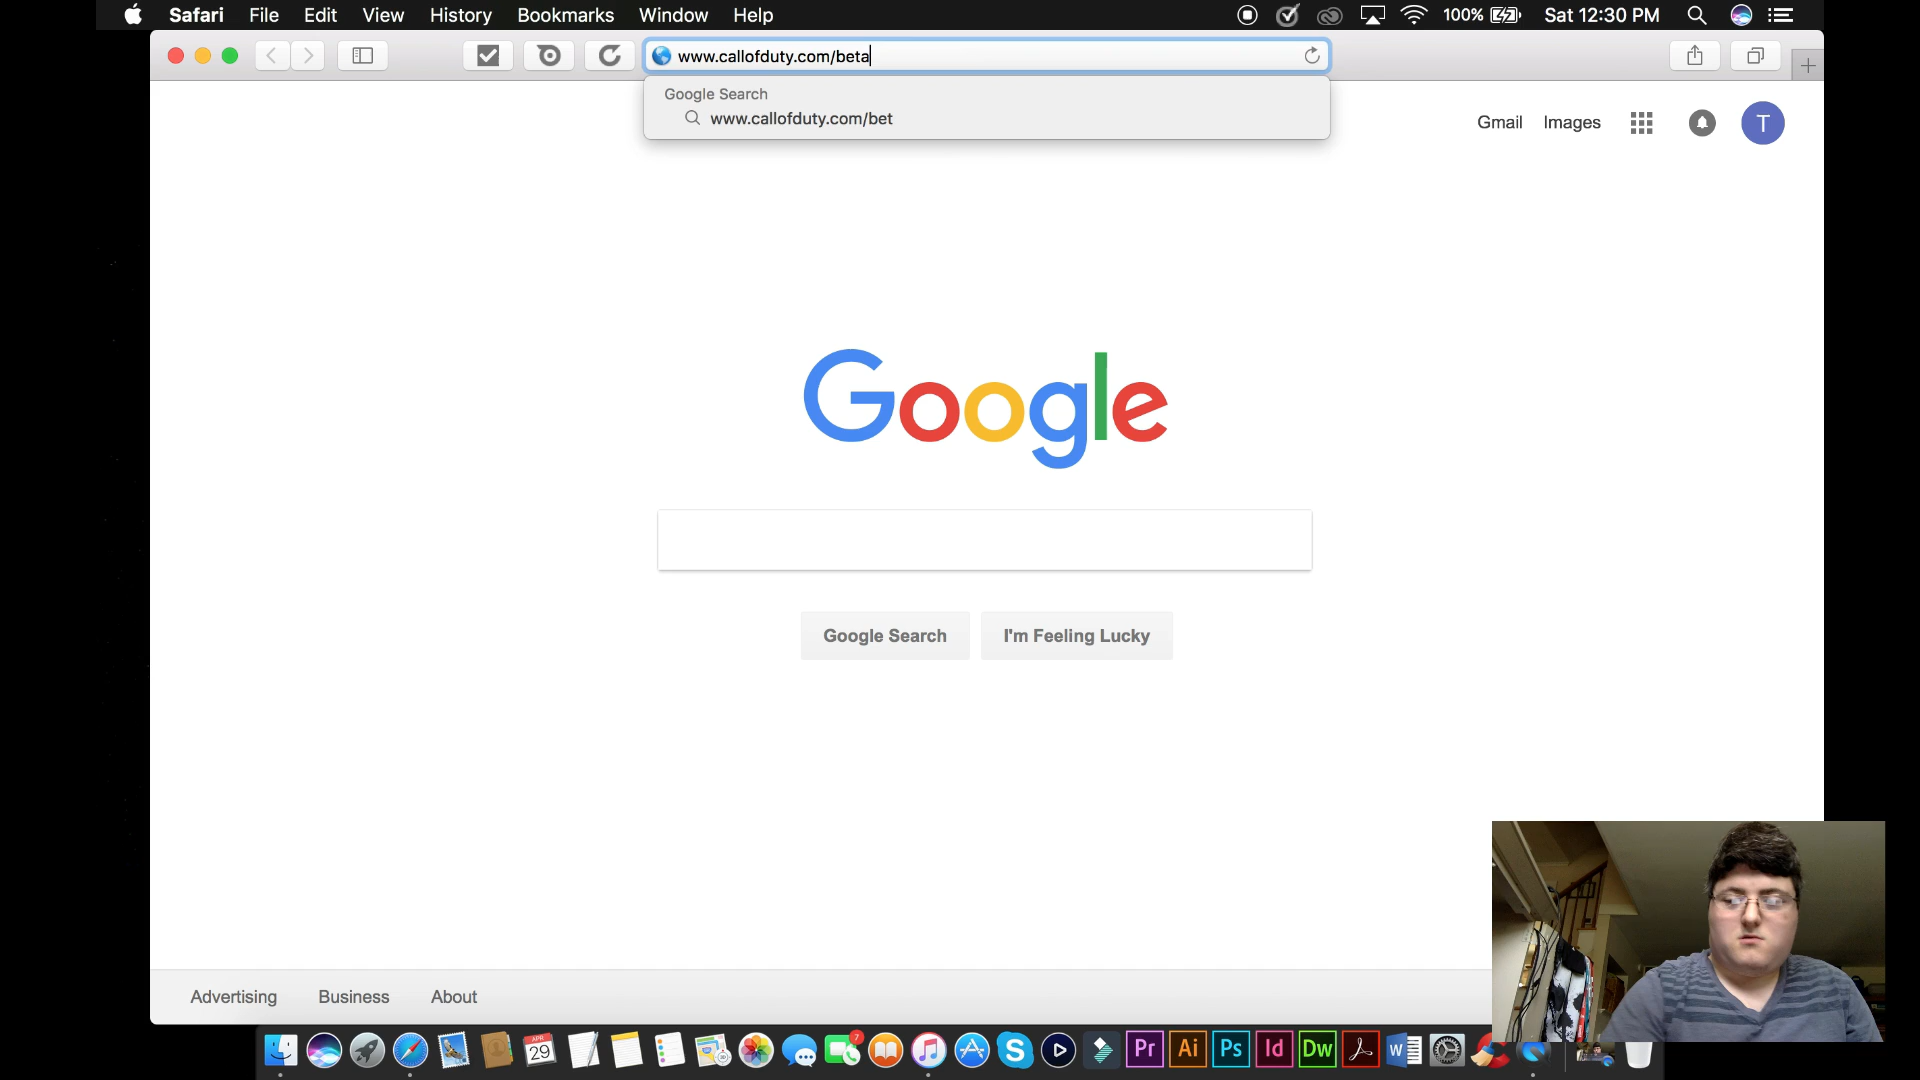 Safari File Edit View History Bookmarks Window Help 100% Sat 12:30 PM
www.callofduty.com/beta
Google Search
www.callofduty.com/bet
Gmail Images T
Google
Google Search I'm Feeling Lucky
Advertising Business About
APR 29 7 S Pr Ai Ps Id Dw W